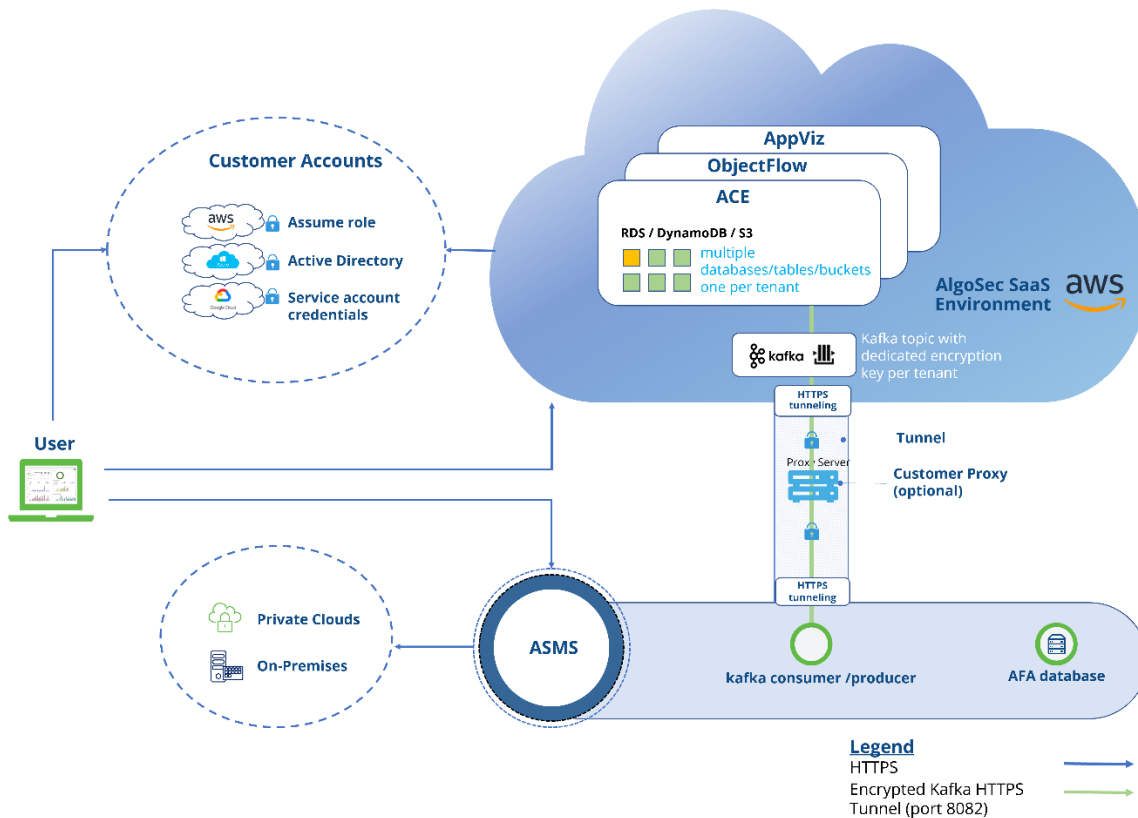 Customer Accounts
aws
Assume role
Active Directory
Google Cloud
Service account
credentials
AppViz
ObjectFlow
ACE
RDS / DynamoDB / S3
multiple
databases/tables/buckets
one per tenant
AlgoSec SaaS
Environment
aws
kafka
Kafka topic with
dedicated encryption
key per tenant
HTTPS
tunneling
User
Tunnel
Proxy Server
Customer Proxy
(optional)
HTTPS
tunneling
Private Clouds
On-Premises
ASMS
kafka consumer /producer
AFA database
Legend
HTTPS
Encrypted Kafka HTTPS
Tunnel (port 8082)